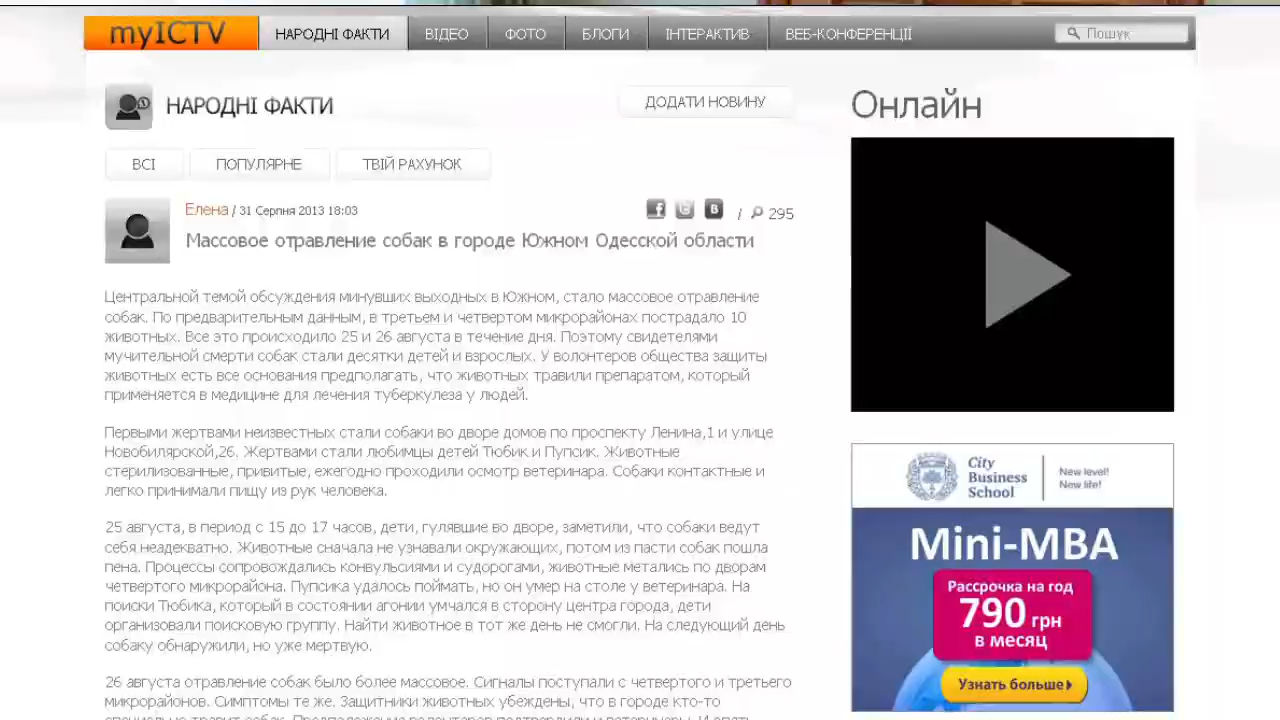 myICTV НАРОДНІ ФАКТИ ВІДЕО ФОТО БЛОГИ ІНТЕРАКТИВ ВЕБ-КОНФЕРЕНЦІЇ Пошук
НАРОДНІ ФАКТИ
ДОДАТИ НОВИНУ
Онлайн
ВСІ ПОПУЛЯРНЕ ТВІЙ РАХУНОК
Елена / 31 Серпня 2013 18:03
/ 295
Массовое отравление собак в городе Южном Одесской области
Центральной темой обсуждения минувших выходных в Южном, стало массовое отравление
собак. По предварительным данным, в третьем и четвертом микрорайонах пострадало 10
животных. Все это происходило 25 и 26 августа в течение дня. Поэтому свидетелями
мучительной смерти собак стали десятки детей и взрослых. У волонтеров общества защиты
животных есть все основания предполагать, что животных травили препаратом, который
применяется в медицине для лечения туберкулеза у людей.
Первыми жертвами неизвестных стали собаки во дворе домов по проспекту Ленина,1 и улице
Новобилярской,26. Жертвами стали любимцы детей Тюбик и Пупсик. Животные
стерилизованные, привитые, ежегодно проходили осмотр ветеринара. Собаки контактные и
легко принимали пищу из рук человека.
25 августа, в период с 15 до 17 часов, дети, гулявшие во дворе, заметили, что собаки ведут
себя неадекватно. Животные сначала не узнавали окружающих, потом из пасти собак пошла
пена. Процессы сопровождались конвульсиями и судорогами, животные метались по дворам
четвертого микрорайона. Пупсика удалось поймать, но он умер на столе у ветеринара. На
поиски Тюбика, который в состоянии агонии умчался в сторону центра города, дети
организовали поисковую группу. Найти животное в тот же день не смогли. На следующий день
собаку обнаружили, но уже мертвую.
26 августа отравление собак было более массовое. Сигналы поступали с четвертого и третьего
микрорайонов. Симптомы те же. Защитники животных убеждены, что в городе кто-то
City
Business
School
New level!
New life!
Mini-MBA
Рассрочка на год
790 грн
в месяц
Узнать больше